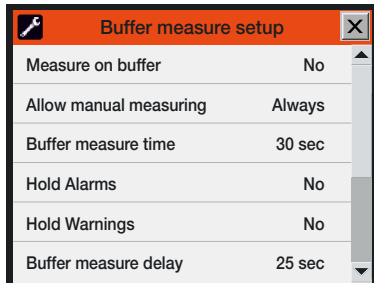 Buffer measure setup
Measure on buffer No
Allow manual measuring Always
Buffer measure time 30 sec
Hold Alarms No
Hold Warnings No
Buffer measure delay 25 sec